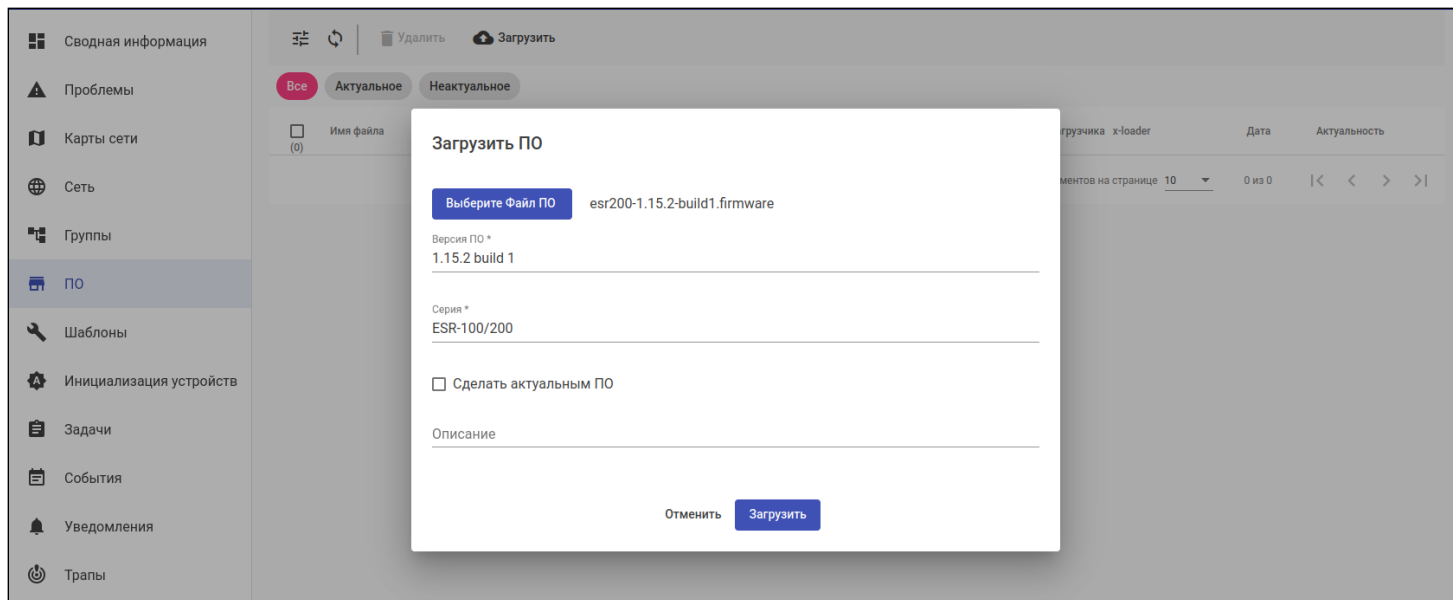 Сводная информация
Проблемы
Карты сети
Сеть
Группы
ПО
Шаблоны
Инициализация устройств
Задачи
События
Уведомления
Трапы
Удалить
Загрузить
Все
Актуальное
Неактуальное
(0)
Имя файла
x-loader
Дата
Актуальность
на странице 10
0 из 0
Загрузить ПО
Выберите Файл ПО
esr200-1.15.2-build1.firmware
Версия ПО *
1.15.2 build 1
Серия *
ESR-100/200
Сделать актуальным ПО
Описание
Отменить
Загрузить